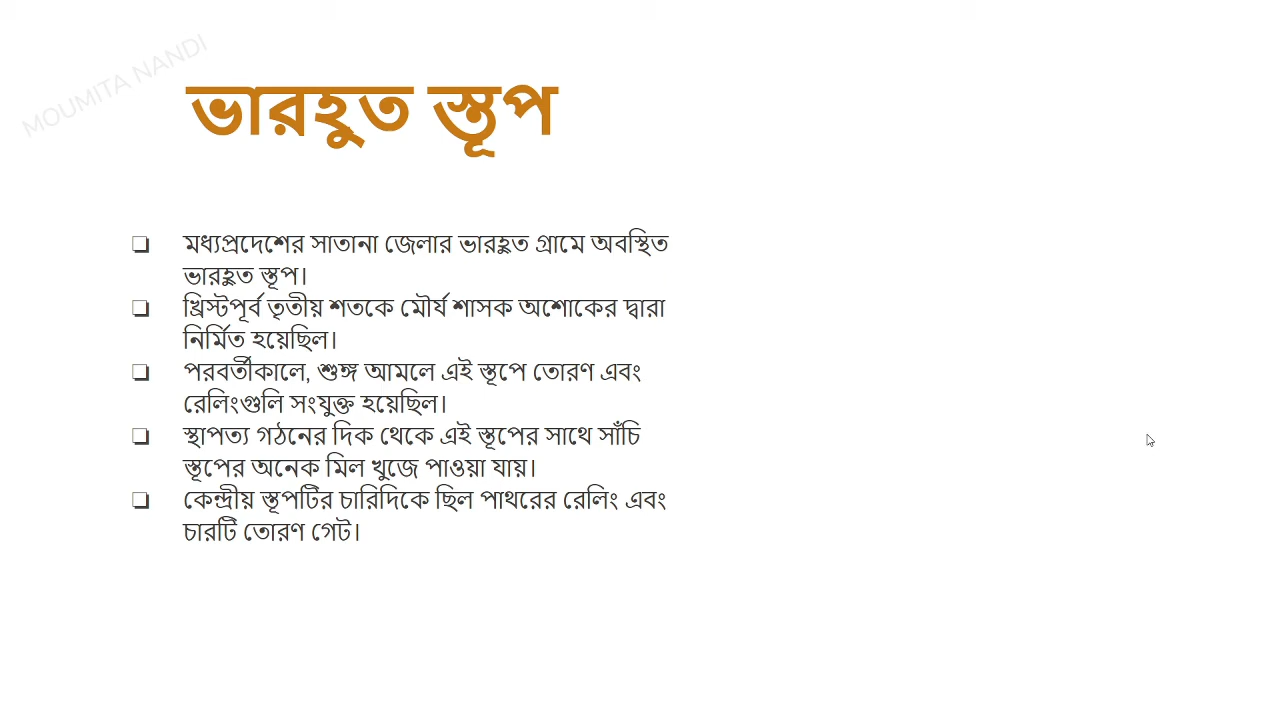 MOUMITA NANDI
ভারহুত স্তূপ
❏ মধ্যপ্রদেশের সাতানা জেলার ভারহুত গ্রামে অবস্থিত
ভারহুত স্তূপ।
❏ খ্রিস্টপূর্ব তৃতীয় শতকে মৌর্য শাসক অশোকের দ্বারা
নির্মিত হয়েছিল।
❏ পরবর্তীকালে, শুঙ্গ আমলে এই স্তূপে তোরণ এবং
রেলিংগুলি সংযুক্ত হয়েছিল।
❏ স্থাপত্য গঠনের দিক থেকে এই স্তূপের সাথে সাঁচি
স্তূপের অনেক মিল খুজে পাওয়া যায়।
❏ কেন্দ্রীয় স্তূপটির চারিদিকে ছিল পাথরের রেলিং এবং
চারটি তোরণ গেট।